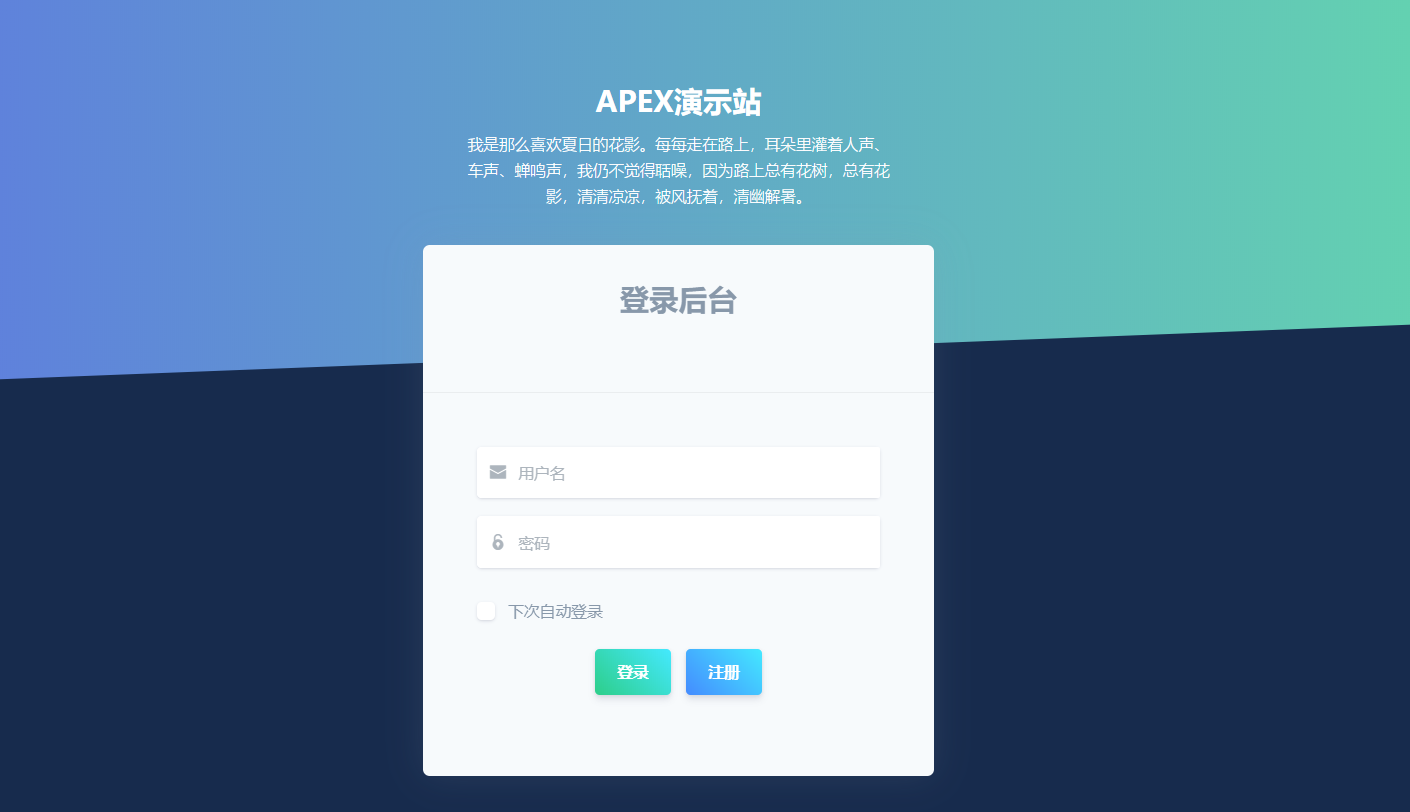 APEX演示站
我是那么喜欢夏日的花影。每每走在路上，耳朵里灌着人声、
车声、蝉鸣声，我仍不觉得聒噪，因为路上总有花树，总有花
影，清清凉凉，被风抚着，清幽解暑。
登录后台
用户名
密码
下次自动登录
登录 注册